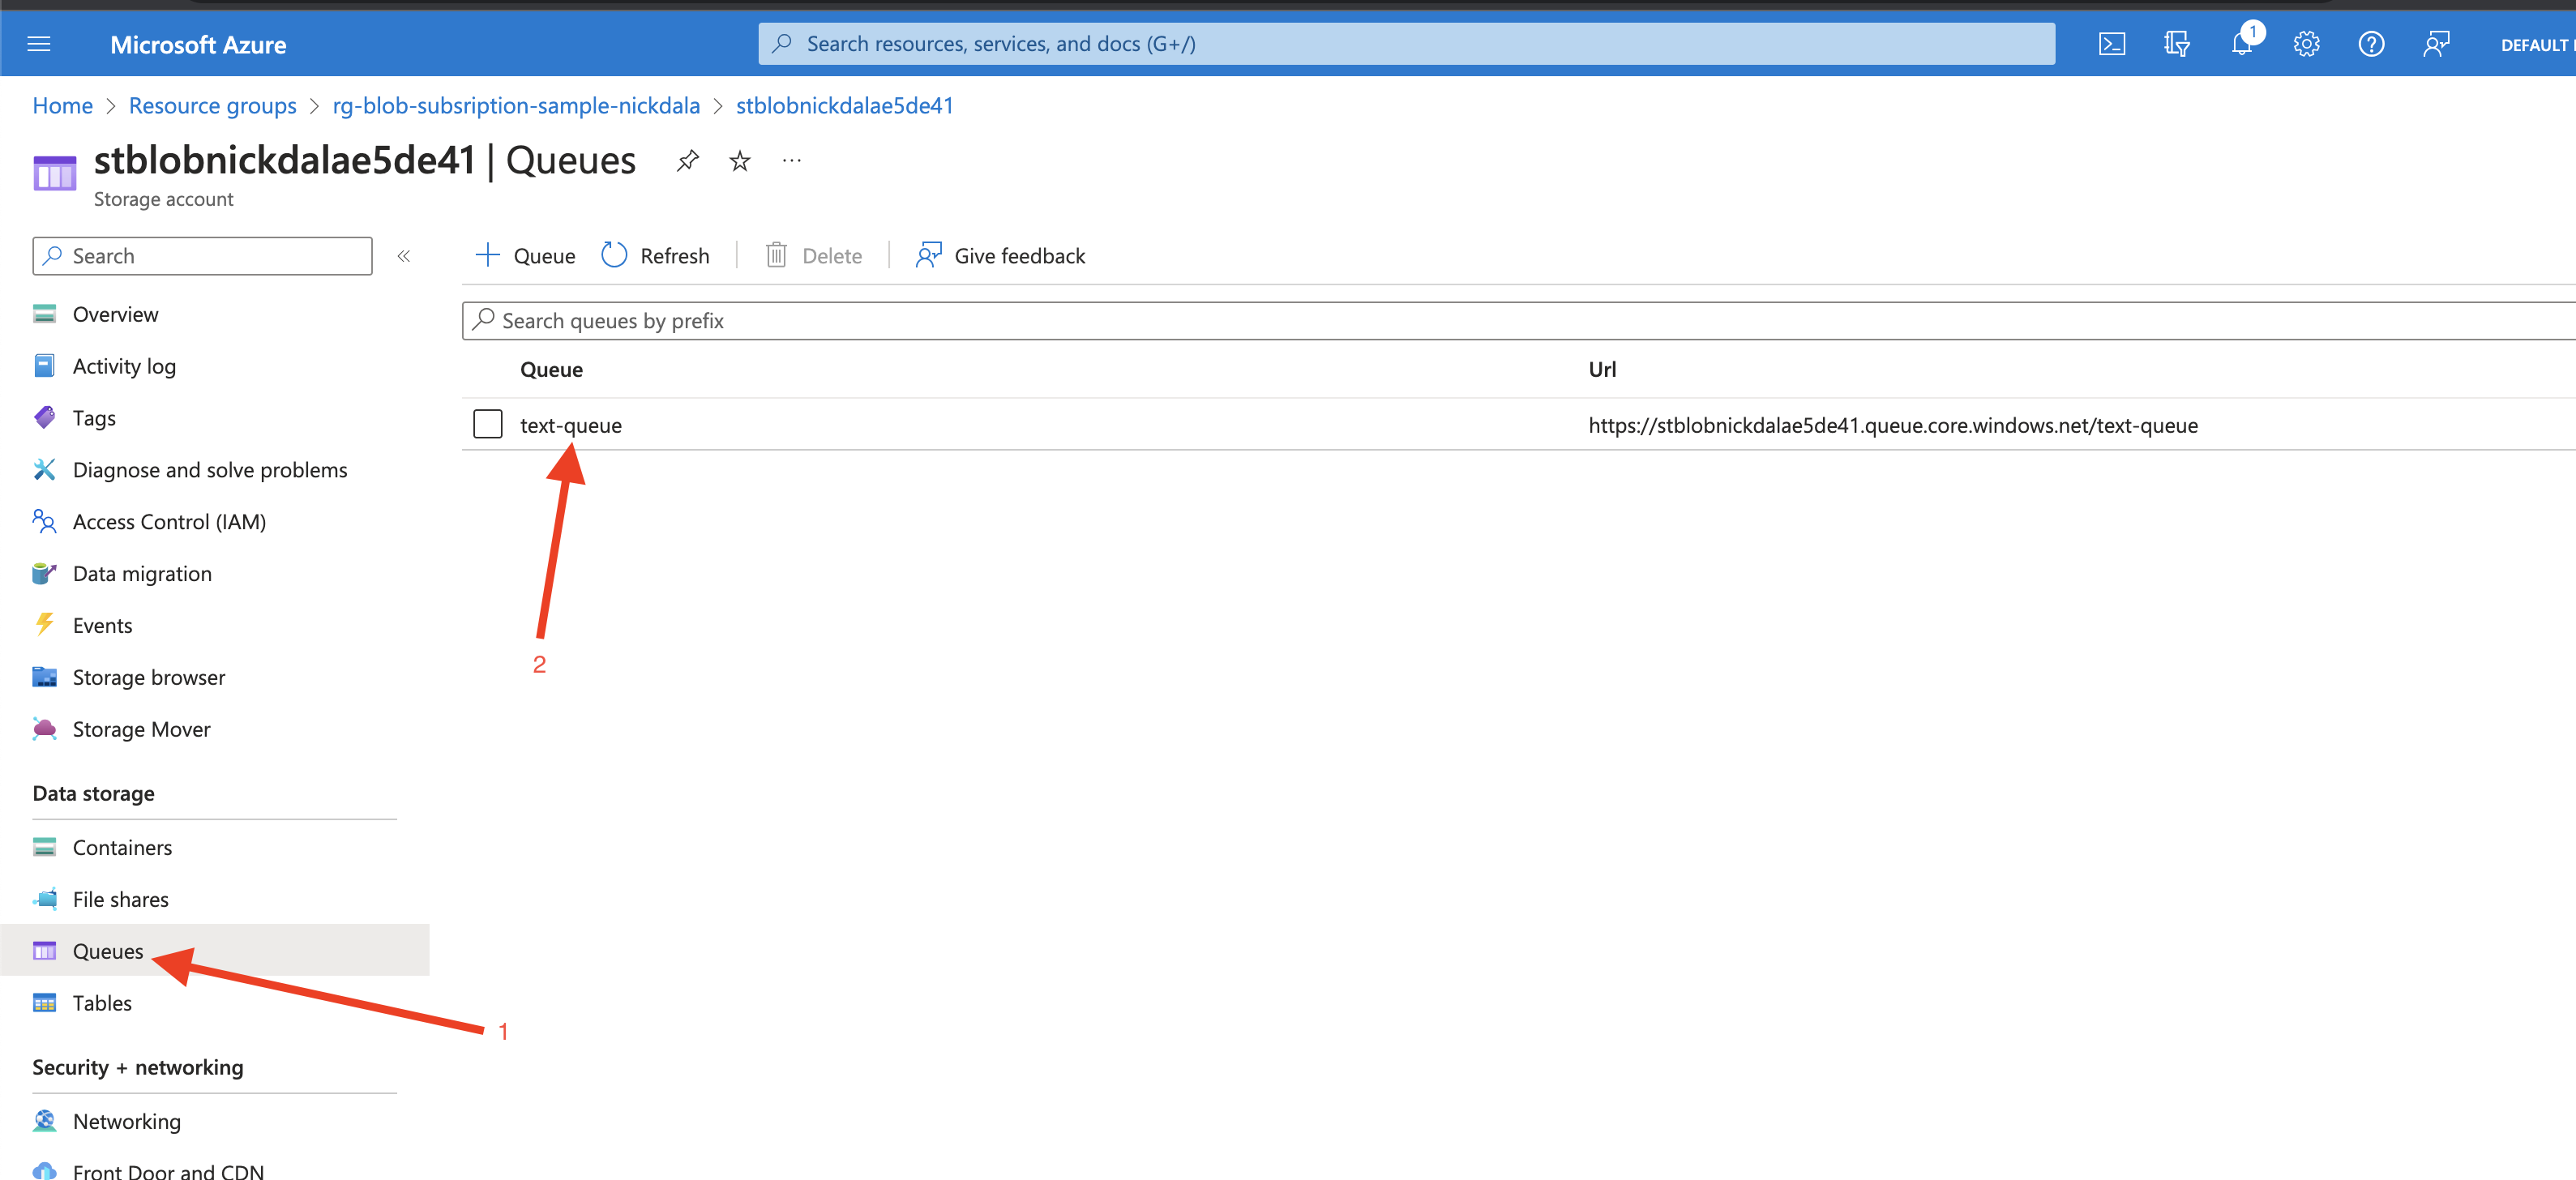 Microsoft Azure
Search resources, services, and docs (G+/)
1
DEFAULT
Home > Resource groups > rg-blob-subsription-sample-nickdala > stblobnickdalae5de41
stblobnickdalae5de41 | Queues
Storage account
Search
«
Queue
Refresh
Delete
Give feedback
Search queues by prefix
Queue
Url
text-queue
https://stblobnickdalae5de41.queue.core.windows.net/text-queue
Overview
Activity log
Tags
Diagnose and solve problems
Access Control (IAM)
Data migration
Events
Storage browser
Storage Mover
2
Data storage
Containers
File shares
Queues
Tables
1
Security + networking
Networking
Front Door and CDN